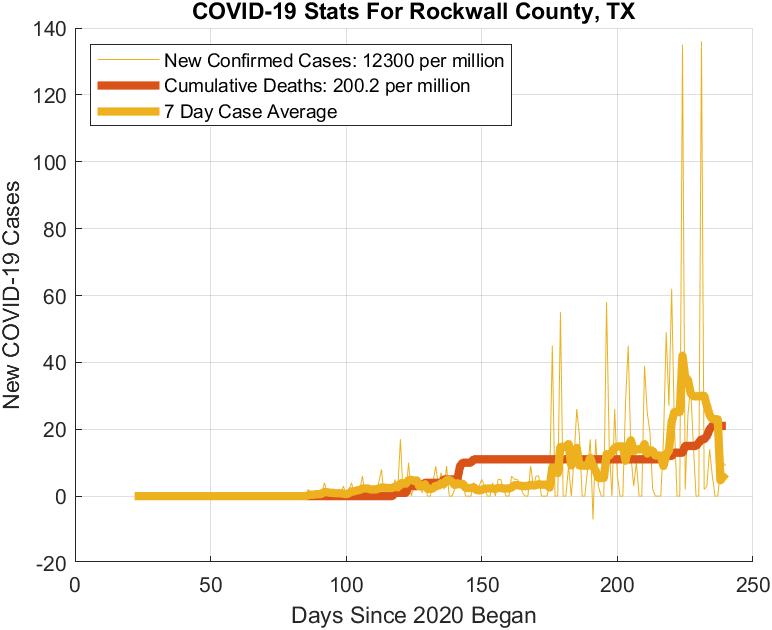 COVID-19 Stats For Rockwall County, TX
New Confirmed Cases: 12300 per million
Cumulative Deaths: 200.2 per million
7 Day Case Average
New COVID-19 Cases
140
120
100
80
60
40
20
0
-20
0 50 100 150 200 250
Days Since 2020 Began